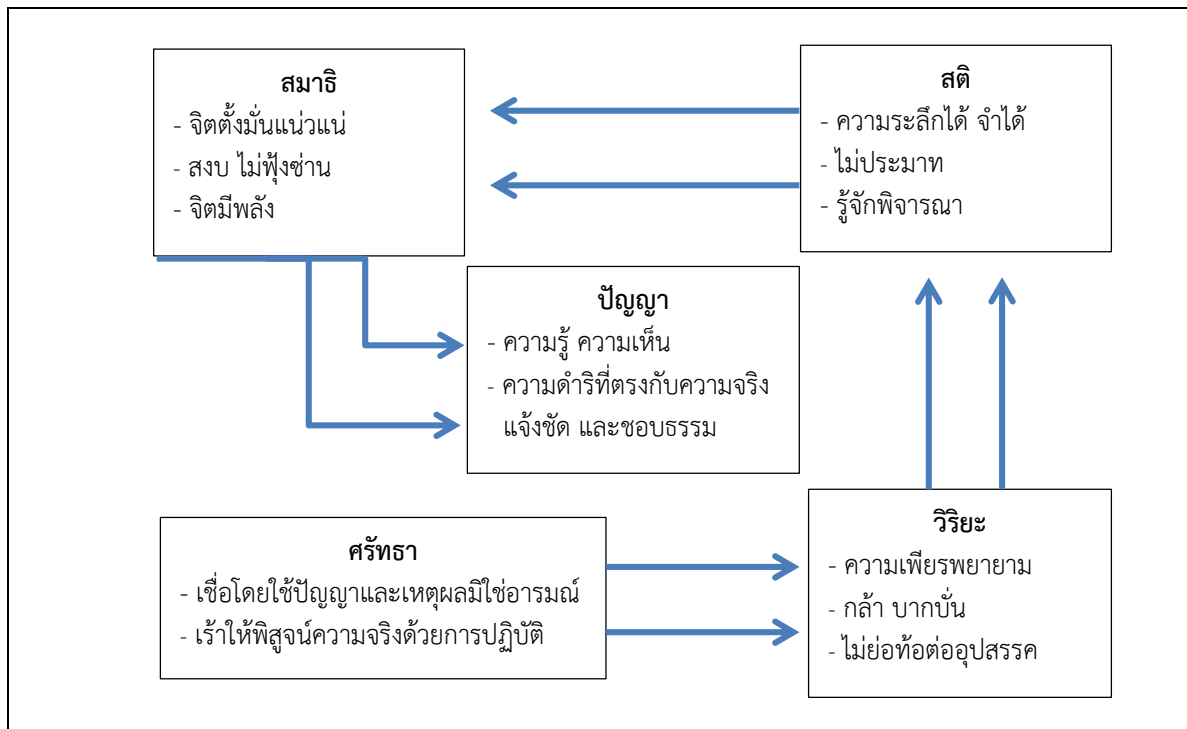 สมาธิ
- จิตตั้งมั่นแน่วแน่
- สงบ ไม่ฟุ้งซ่าน
- จิตมีพลัง
สติ
- ความระลึกได้ จำได้
- ไม่ประมาท
- รู้จักพิจารณา
ปัญญา
- ความรู้ ความเห็น
- ความดำริที่ตรงกับความจริง
แจ้งชัด และชอบธรรม
ศรัทธา
- เชื่อโดยใช้ปัญญาและเหตุผลมิใช่อารมณ์
- เร้าให้พิสูจน์ความจริงด้วยการปฏิบัติ
วิริยะ
- ความเพียรพยายาม
- กล้า บากบั่น
- ไม่ย่อท้อต่ออุปสรรค